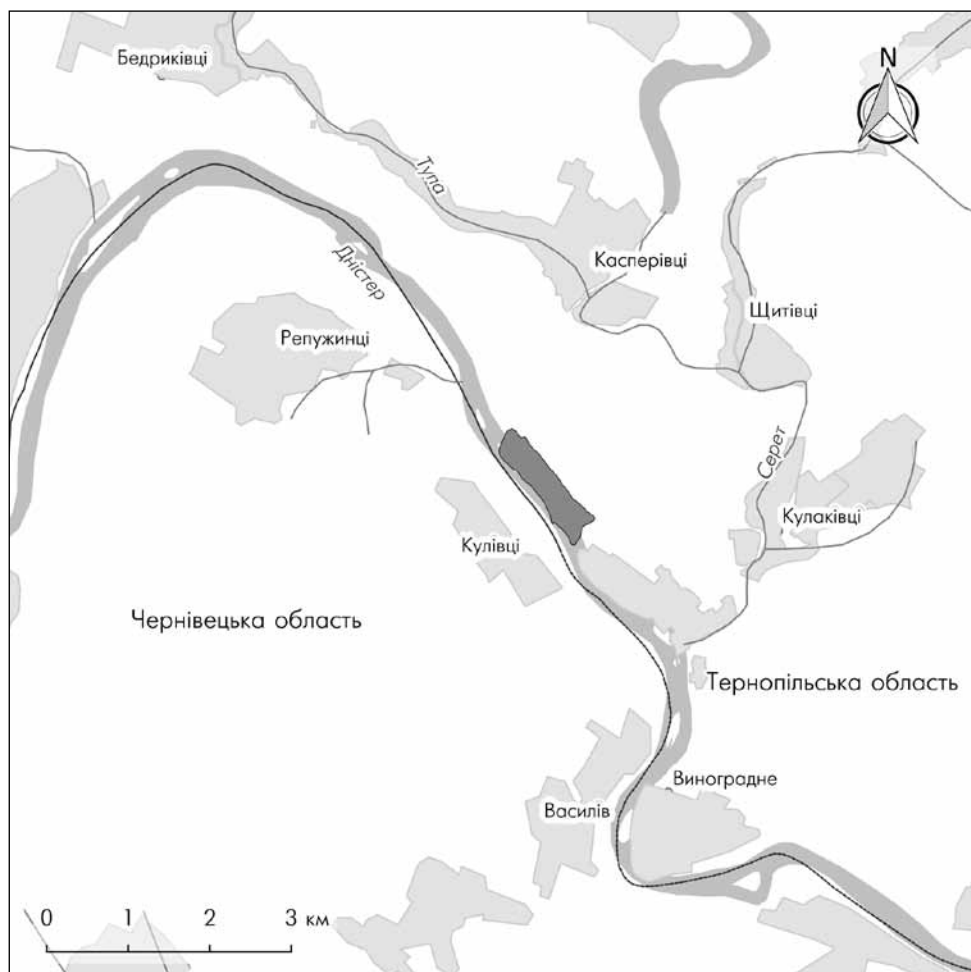 N
Бедриківці
Тупа
Касперівці
Дністер
Щитівці
Репужинці
Серет
Кулаківці
Кулівці
Чернівецька область
Тернопільська область
Виноградне
Василів
0 1 2 3 км